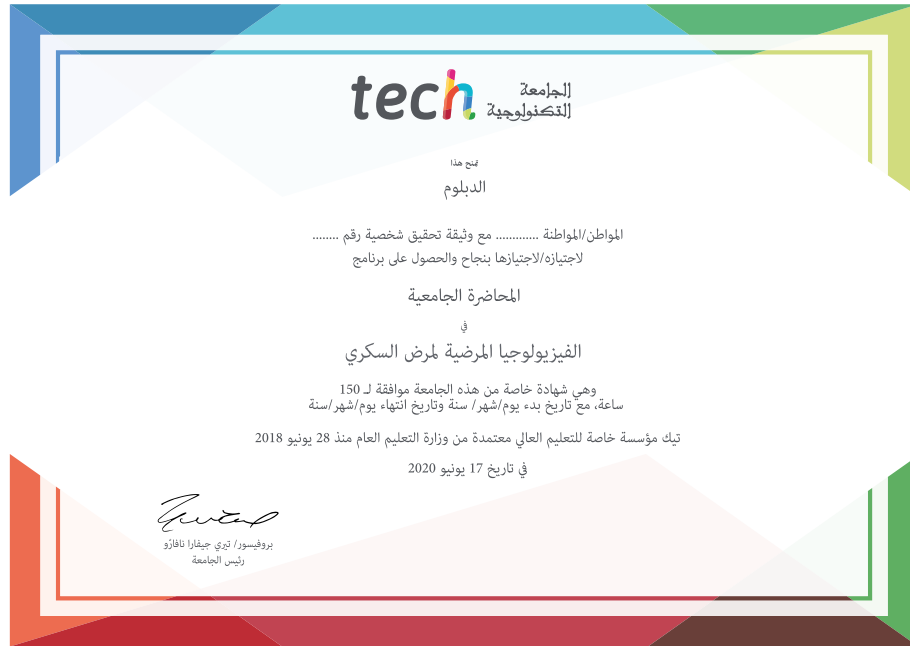 tech الجامعة
التكنولوجية
تمنح هذا
الدبلوم
المواطن/المواطنة ............. مع وثيقة تحقيق شخصية رقم ........
لاجتيازه/لاجتيازها بنجاح والحصول على برنامج
المحاضرة الجامعية
في
الفيزيولوجيا المرضية لمرض السكري
وهي شهادة خاصة من هذه الجامعة موافقة لـ 150
ساعة، مع تاريخ بدء يوم/شهر/ سنة وتاريخ انتهاء يوم/شهر/سنة
تيك مؤسسة خاصة للتعليم العالي معتمدة من وزارة التعليم العام منذ 28 يونيو 2018
في تاريخ 17 يونيو 2020
بروفيسور/ تيري جيفارا نافارّو
رئيس الجامعة